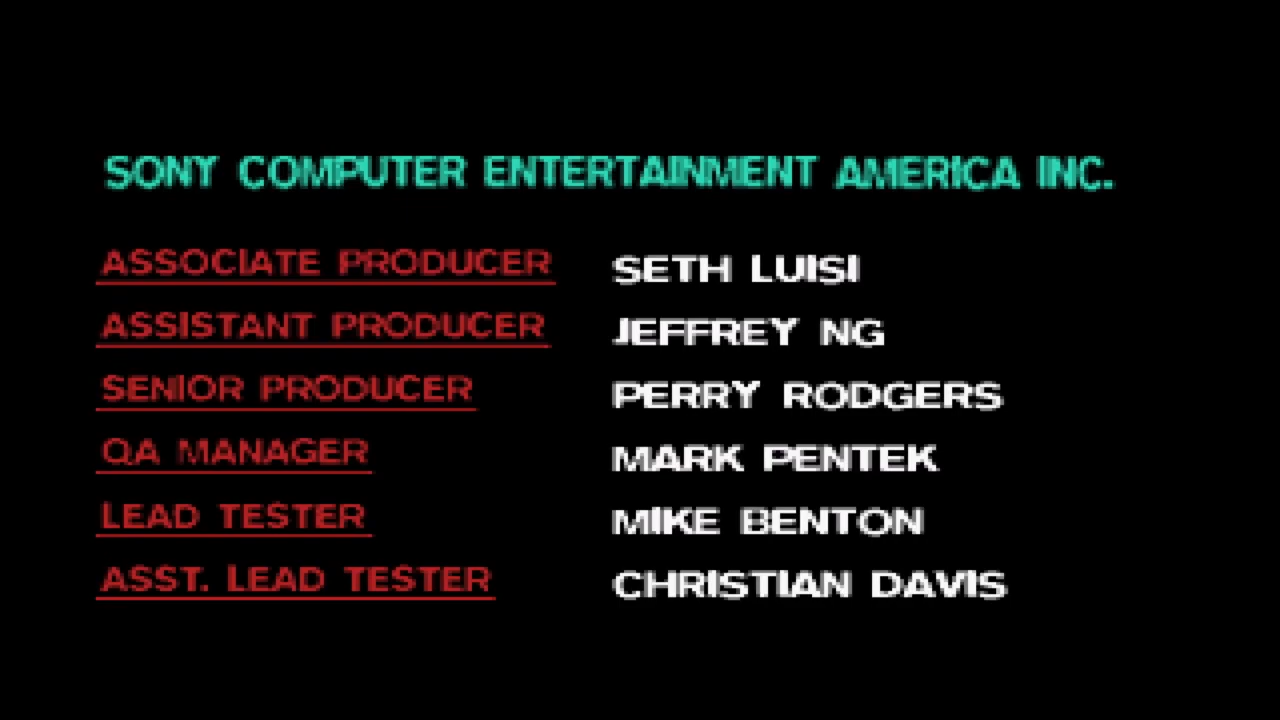 SONY COMPUTER ENTERTAINMENT AMERICA INC.
ASSOCIATE PRODUCER SETH LUISI
ASSISTANT PRODUCER JEFFREY NG
SENIOR PRODUCER PERRY RODGERS
QA MANAGER MARK PENTEK
LEAD TESTER MIKE BENTON
ASST. LEAD TESTER CHRISTIAN DAVIS